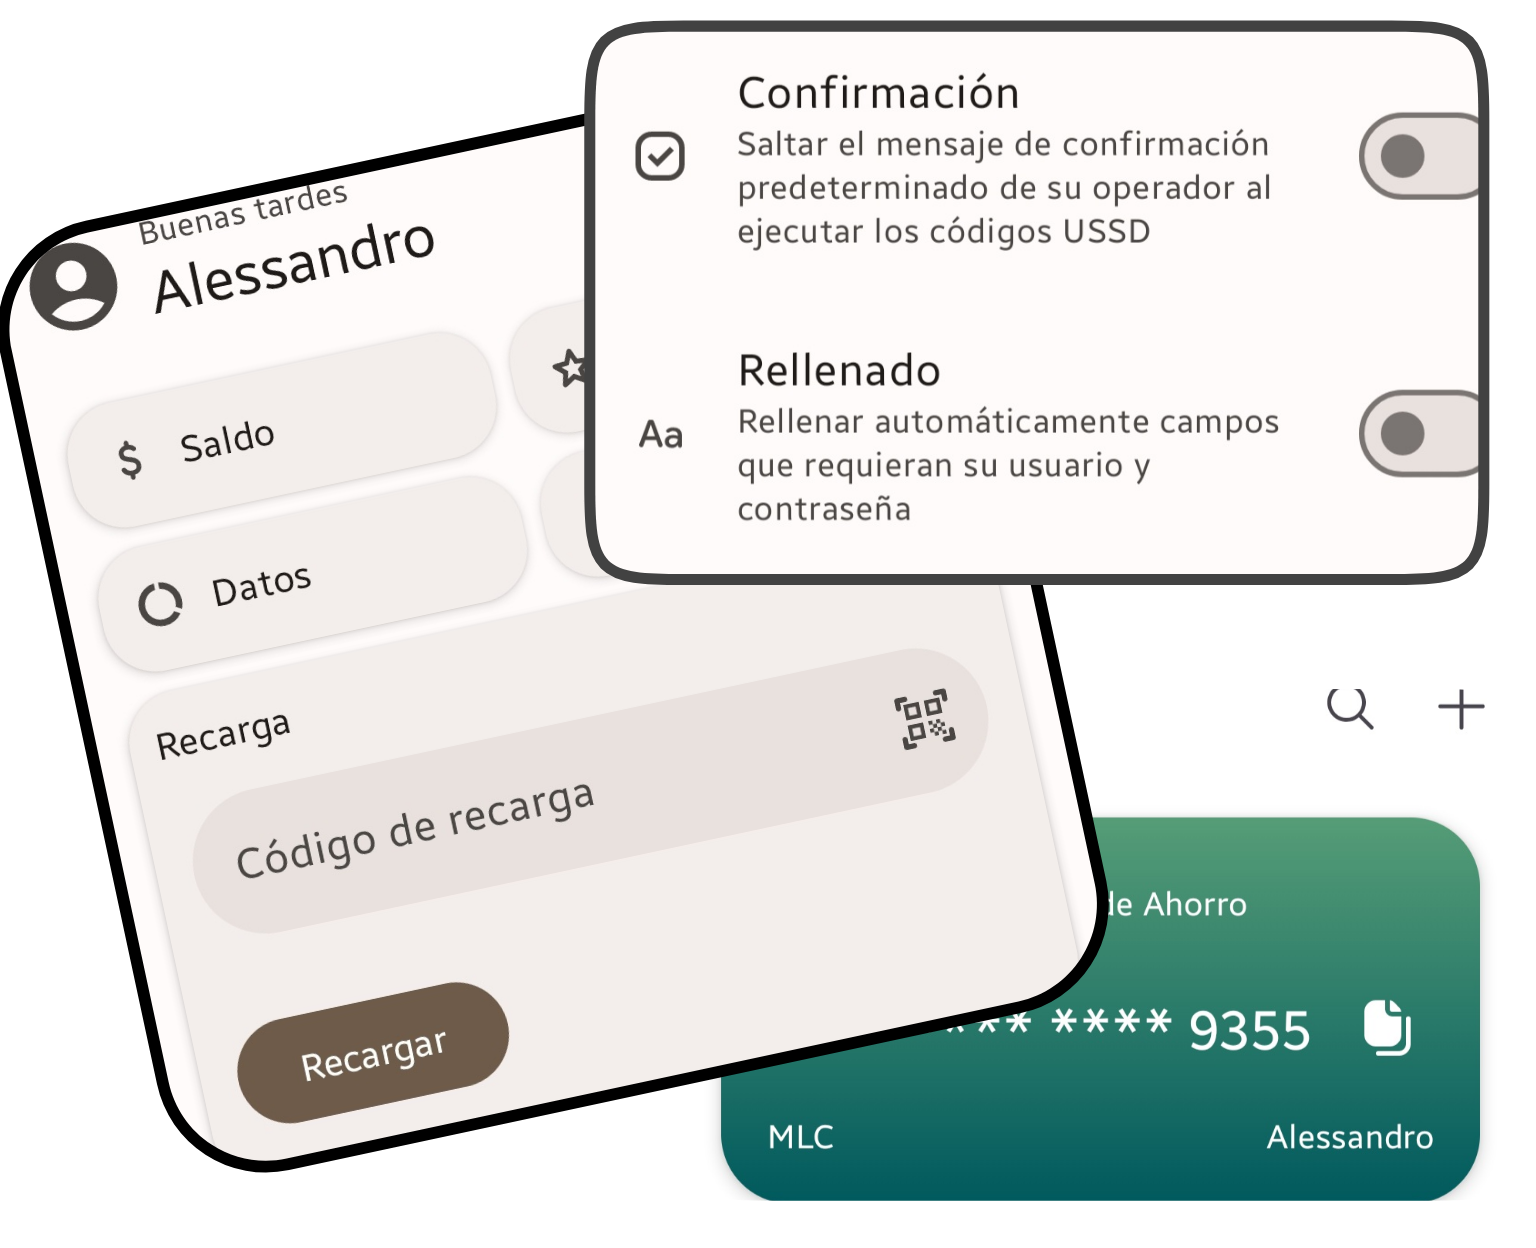 Buenas tardes
Alessandro
$ Saldo
Datos
Recarga
Código de recarga
Recargar
Confirmación
Saltar el mensaje de confirmación
predeterminado de su operador al
ejecutar los códigos USSD
Aa
Rellenado
Rellenar automáticamente campos
que requieran su usuario y
contraseña
de Ahorro
*** **** 9355
MLC
Alessandro